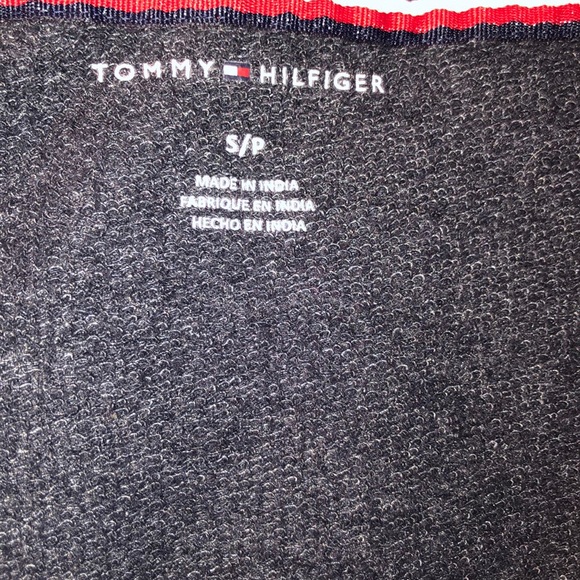 TOMMY HILFIGER
S/P
MADE IN INDIA
FABRIQUE EN INDIA
HECHO EN INDIA